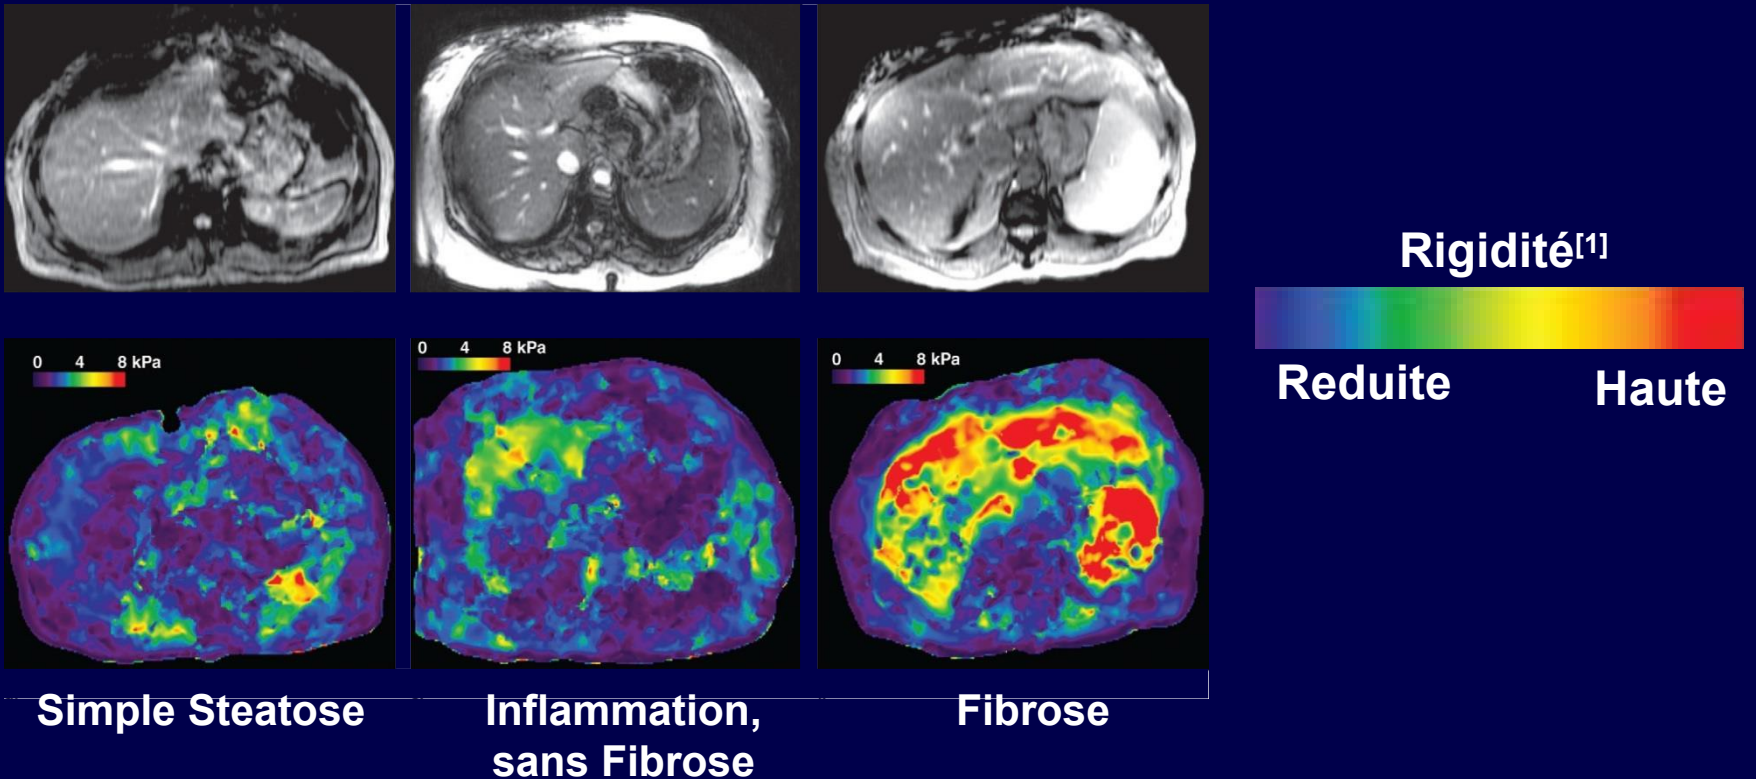 Rigidité[1]
Reduite
Haute
0 4 8 kPa
0 4 8 kPa
0 4 8 kPa
Simple Steatose
Inflammation,
sans Fibrose
Fibrose